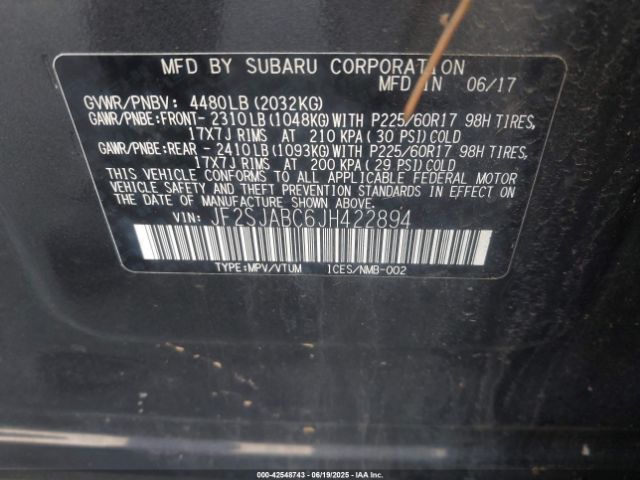 MFD BY SUBARU CORPORATION
MFD IN 06/17
GVWR/PNBV: 4480LB (2032KG)
GAWR/PNBE:FRONT- 2310LB (1048KG) WITH P225/60R17 98H TIRES,
17X7J RIMS AT 210 KPA ( 30 PSI) COLD
GAWR/PNBE:REAR - 2410LB (1093KG) WITH P225/60R17 98H TIRES,
17X7J RIMS AT 200 KPA ( 29 PSI) COLD
THIS VEHICLE CONFORMS TO ALL APPLICABLE FEDERAL MOTOR
VEHICLE SAFETY AND THEFT PREVENTION STANDARDS IN EFFECT ON
THE DATE OF MANUFACTURE SHOWN ABOVE.
VIN: JF2SJABC6JH422894
TYPE:MPV/VTUM ICES/NMB-002
000-42548743 - 06/19/2025 - IAA, Inc.